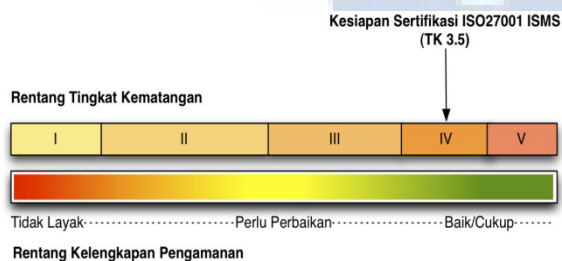 Kesiapan Sertifikasi ISO27001 ISMS
(TK 3.5)
Rentang Tingkat Kematangan
I II III IV V
Tidak Layak Perlu Perbaikan Baik/Cukup
Rentang Kelengkapan Pengamanan